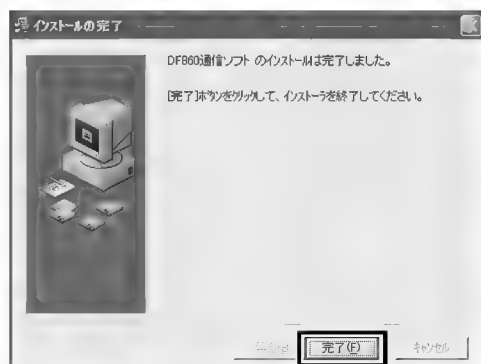 インストールの完了
DF860通信ソフト のインストールは完了しました。
[完了]ボタンをクリックして、インストーラを終了してください。
完了(F)
キャンセル